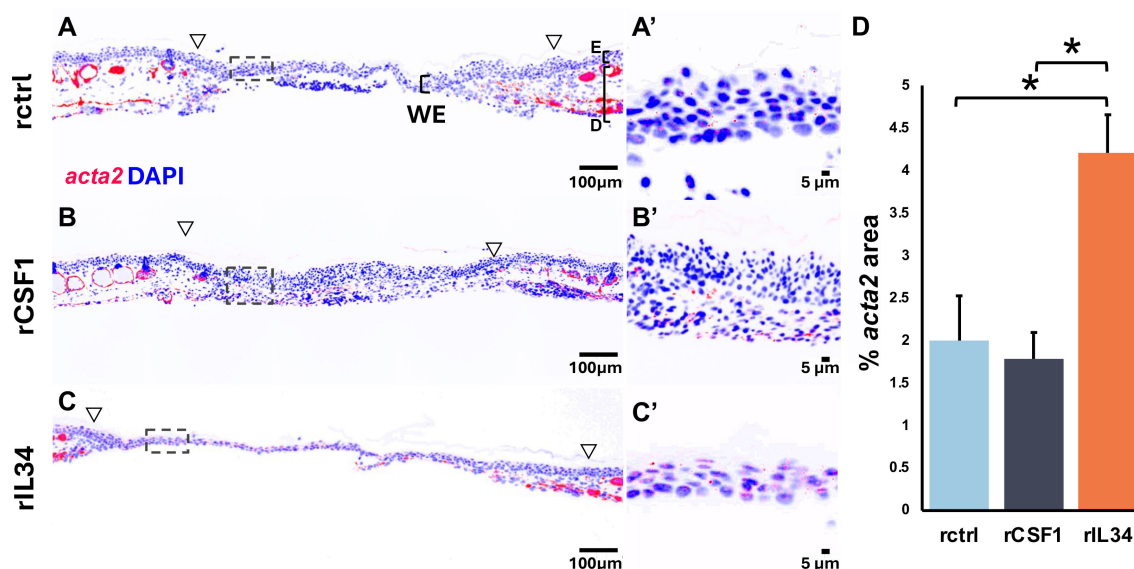 A
E
D
WE
rctrl
acta2 DAPI
100µm
A'
5 µm
B
rCSF1
100µm
B'
5 µm
C
rIL34
100µm
C'
5 µm
D
*
*
% acta2 area
5
4.5
4
3.5
3
2.5
2
1.5
1
0.5
0
rctrl rCSF1 rIL34